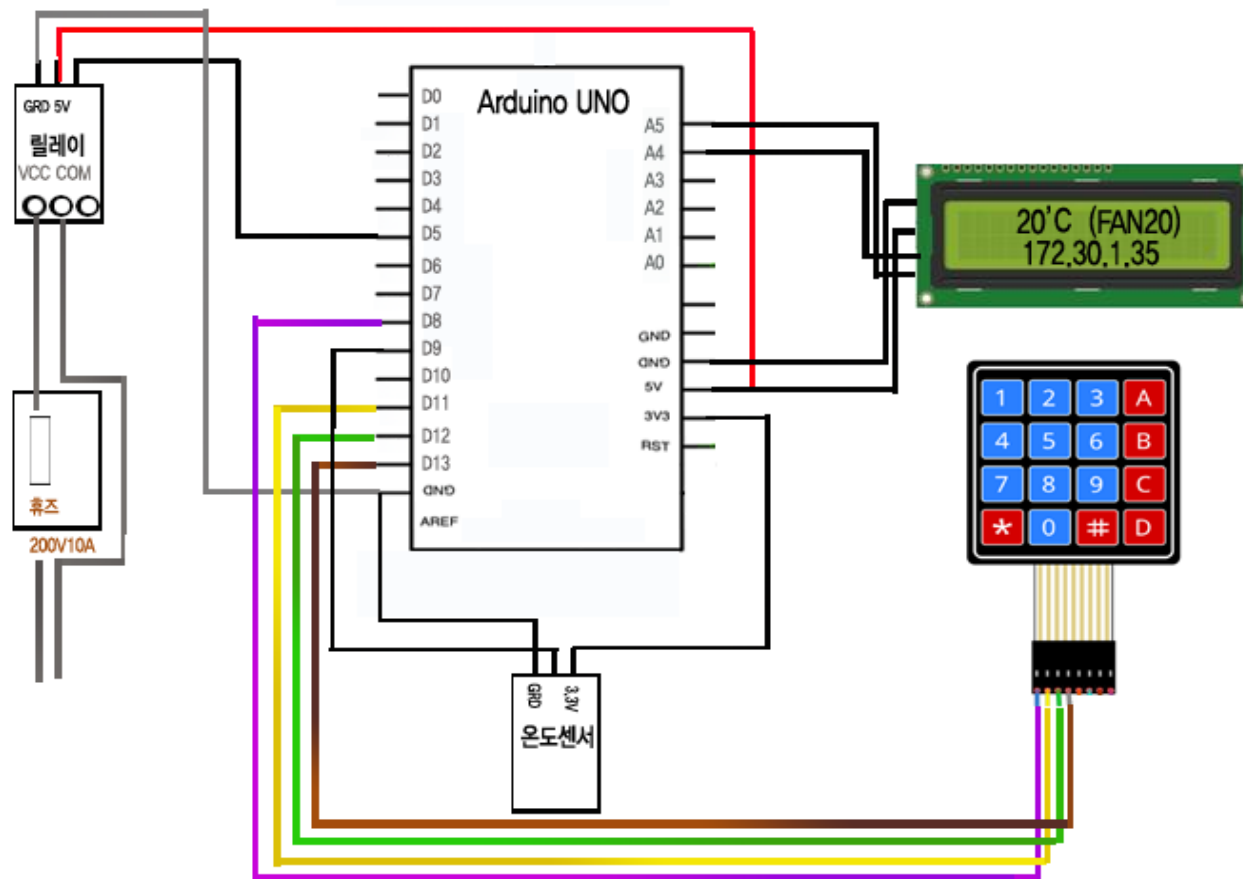 GRD 5V
릴레이
VCC COM
휴즈
200V10A
Arduino UNO
D0
D1
D2
D3
D4
D5
D6
D7
D8
D9
D10
D11
D12
D13
GND
AREF
A5
A4
A3
A2
A1
A0
GND
GND
5V
3V3
RST
20'C (FAN20)
172.30.1.35
1 2 3 A
4 5 6 B
7 8 9 C
* 0 # D
GRD 3.3V
온도센서